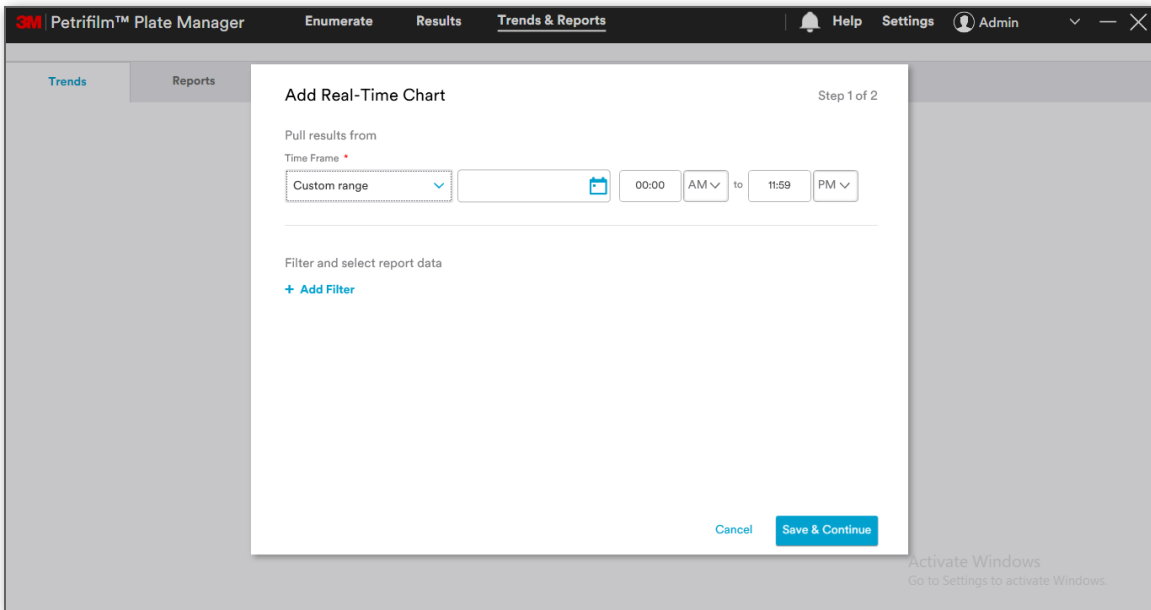 3M Petrifilm™ Plate Manager Enumerate Results Trends & Reports Help Settings Admin
Trends Reports
Add Real-Time Chart Step 1 of 2
Pull results from
Time Frame *
Custom range 00:00 AM to 11:59 PM
Filter and select report data
+ Add Filter
Cancel Save & Continue
Activate Windows
Go to Settings to activate Windows.